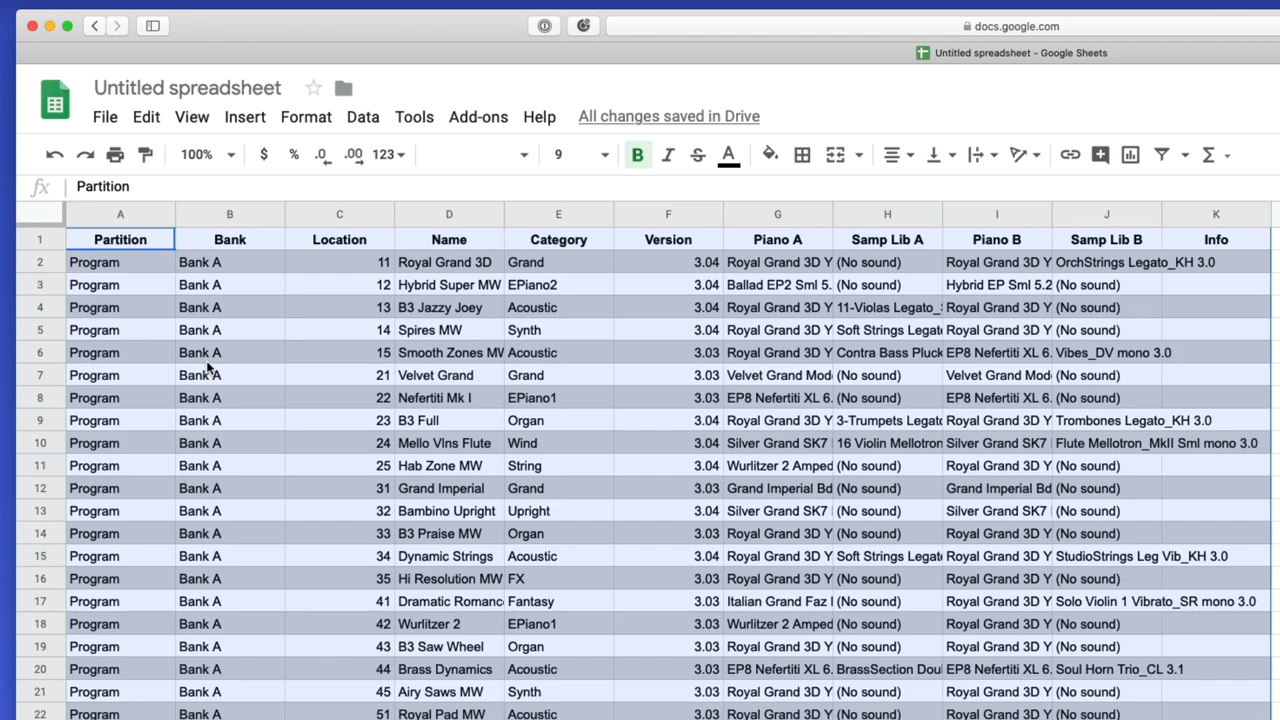 docs.google.com
Untitled spreadsheet - Google Sheets
Untitled spreadsheet
File Edit View Insert Format Data Tools Add-ons Help All changes saved in Drive
100% $ % .0 .00 123 9 B I S A Σ
fx Partition
A B C D E F G H I J K
1 Partition Bank Location Name Category Version Piano A Samp Lib A Piano B Samp Lib B Info
2 Program Bank A 11 Royal Grand 3D Grand 3.04 Royal Grand 3D Y (No sound) Royal Grand 3D Y OrchStrings Legato_KH 3.0
3 Program Bank A 12 Hybrid Super MW EPiano2 3.04 Ballad EP2 Sml 5. (No sound) Hybrid EP Sml 5.2 (No sound)
4 Program Bank A 13 B3 Jazzy Joey Acoustic 3.04 Royal Grand 3D Y 11-Violas Legato_ Royal Grand 3D Y (No sound)
5 Program Bank A 14 Spires MW Synth 3.04 Royal Grand 3D Y Soft Strings Legat Royal Grand 3D Y (No sound)
6 Program Bank A 15 Smooth Zones MW Acoustic 3.03 Royal Grand 3D Y Contra Bass Pluck EP8 Nefertiti XL 6. Vibes_DV mono 3.0
7 Program Bank A 21 Velvet Grand Grand 3.03 Velvet Grand Mod (No sound) Velvet Grand Mod (No sound)
8 Program Bank A 22 Nefertiti Mk I EPiano1 3.03 EP8 Nefertiti XL 6. (No sound) EP8 Nefertiti XL 6. (No sound)
9 Program Bank A 23 B3 Full Organ 3.04 Royal Grand 3D Y 3-Trumpets Legat Royal Grand 3D Y Trombones Legato_KH 3.0
10 Program Bank A 24 Mello Vlns Flute Wind 3.04 Silver Grand SK7 16 Violin Mellotron Silver Grand SK7 Flute Mellotron_MkII Sml mono 3.0
11 Program Bank A 25 Hab Zone MW String 3.04 Wurlitzer 2 Amped (No sound) Royal Grand 3D Y (No sound)
12 Program Bank A 31 Grand Imperial Grand 3.03 Grand Imperial Bd (No sound) Grand Imperial Bd (No sound)
13 Program Bank A 32 Bambino Upright Upright 3.04 Silver Grand SK7 (No sound) Silver Grand SK7 (No sound)
14 Program Bank A 33 B3 Praise MW Organ 3.03 Royal Grand 3D Y (No sound) Royal Grand 3D Y (No sound)
15 Program Bank A 34 Dynamic Strings Acoustic 3.04 Royal Grand 3D Y Soft Strings Legat Royal Grand 3D Y StudioStrings Leg Vib_KH 3.0
16 Program Bank A 35 Hi Resolution MW FX 3.03 Royal Grand 3D Y (No sound) Royal Grand 3D Y (No sound)
17 Program Bank A 41 Dramatic Romanc Fantasy 3.03 Italian Grand Faz (No sound) Royal Grand 3D Y Solo Violin 1 Vibrato_SR mono 3.0
18 Program Bank A 42 Wurlitzer 2 EPiano1 3.03 Wurlitzer 2 Amped (No sound) Royal Grand 3D Y (No sound)
19 Program Bank A 43 B3 Saw Wheel Organ 3.03 Royal Grand 3D Y (No sound) Royal Grand 3D Y (No sound)
20 Program Bank A 44 Brass Dynamics Acoustic 3.03 EP8 Nefertiti XL 6. BrassSection Dou EP8 Nefertiti XL 6. Soul Horn Trio_CL 3.1
21 Program Bank A 45 Airy Saws MW Synth 3.03 Royal Grand 3D Y (No sound) Royal Grand 3D Y (No sound)
22 Program Bank A 51 Royal Pad MW Acoustic 3.03 Royal Grand 3D Y (No sound) Royal Grand 3D Y (No sound)